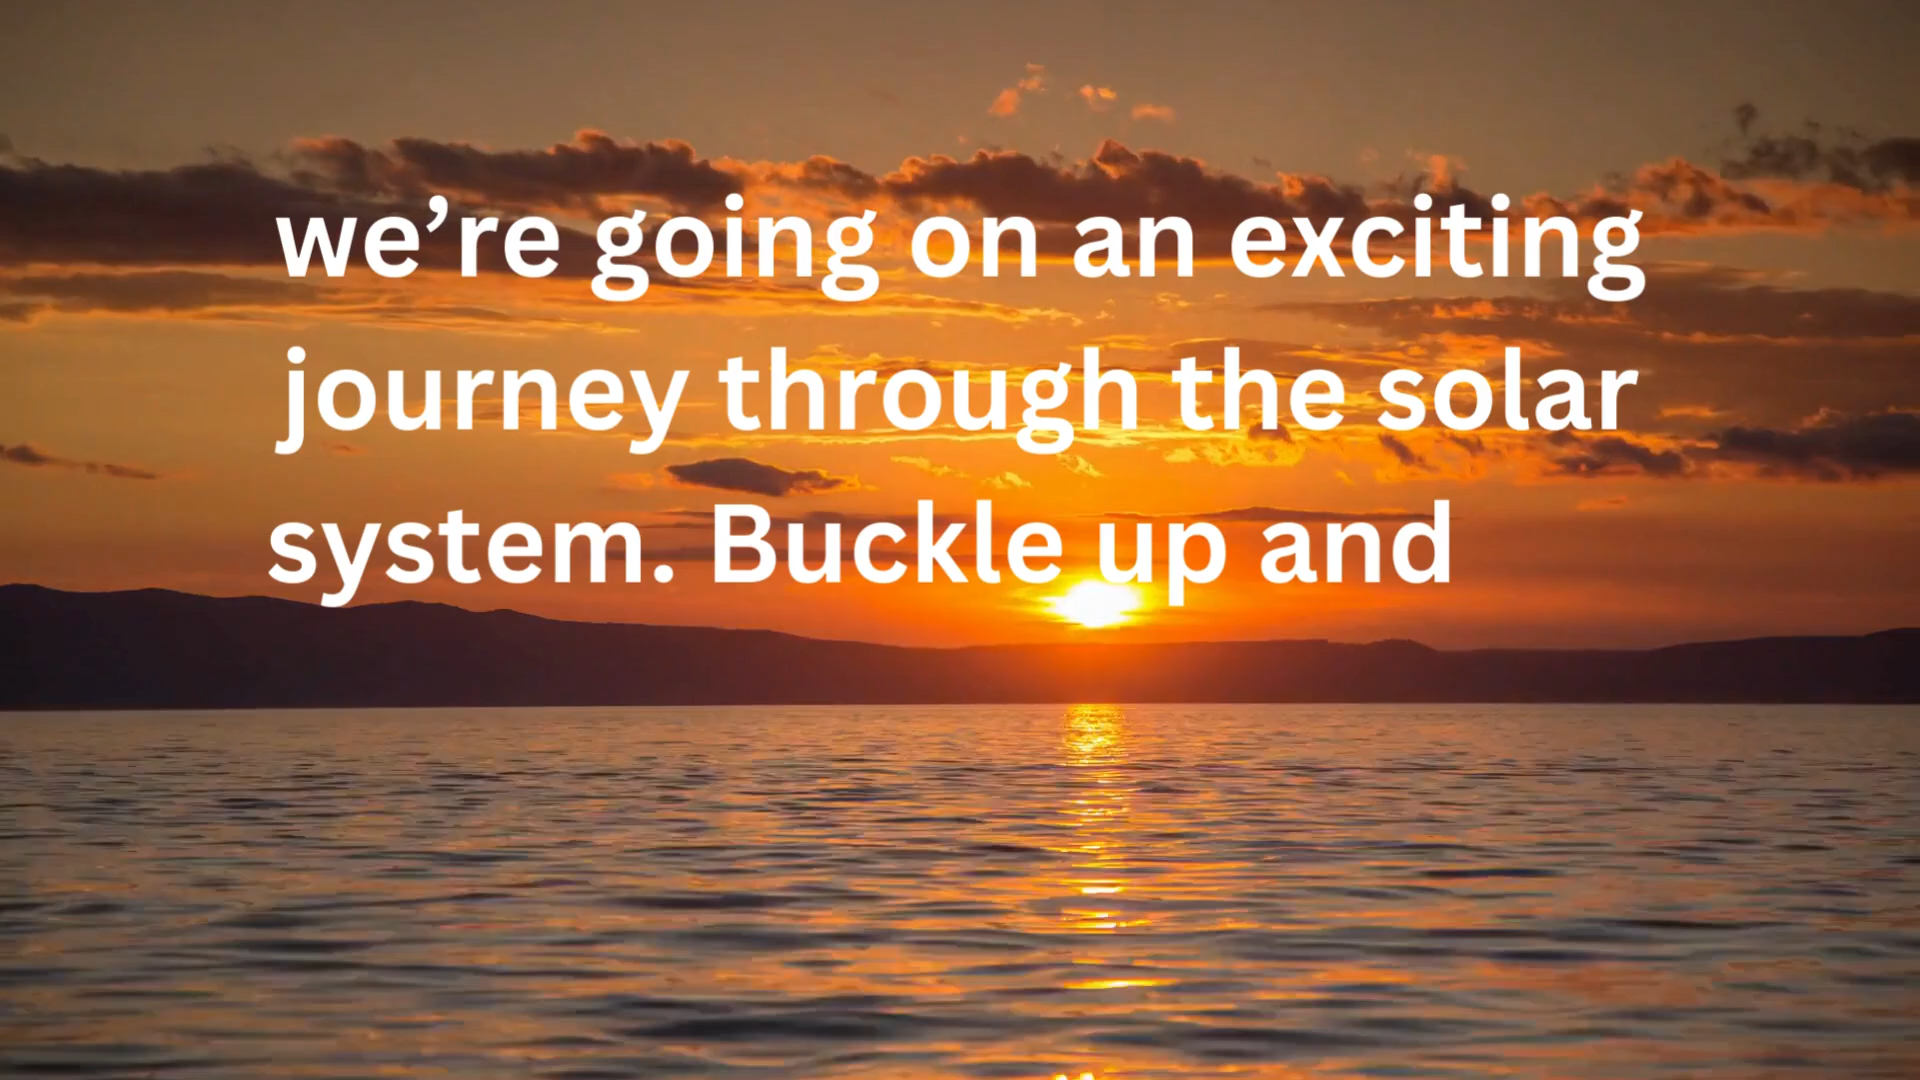 we’re going on an exciting
journey through the solar
system. Buckle up and